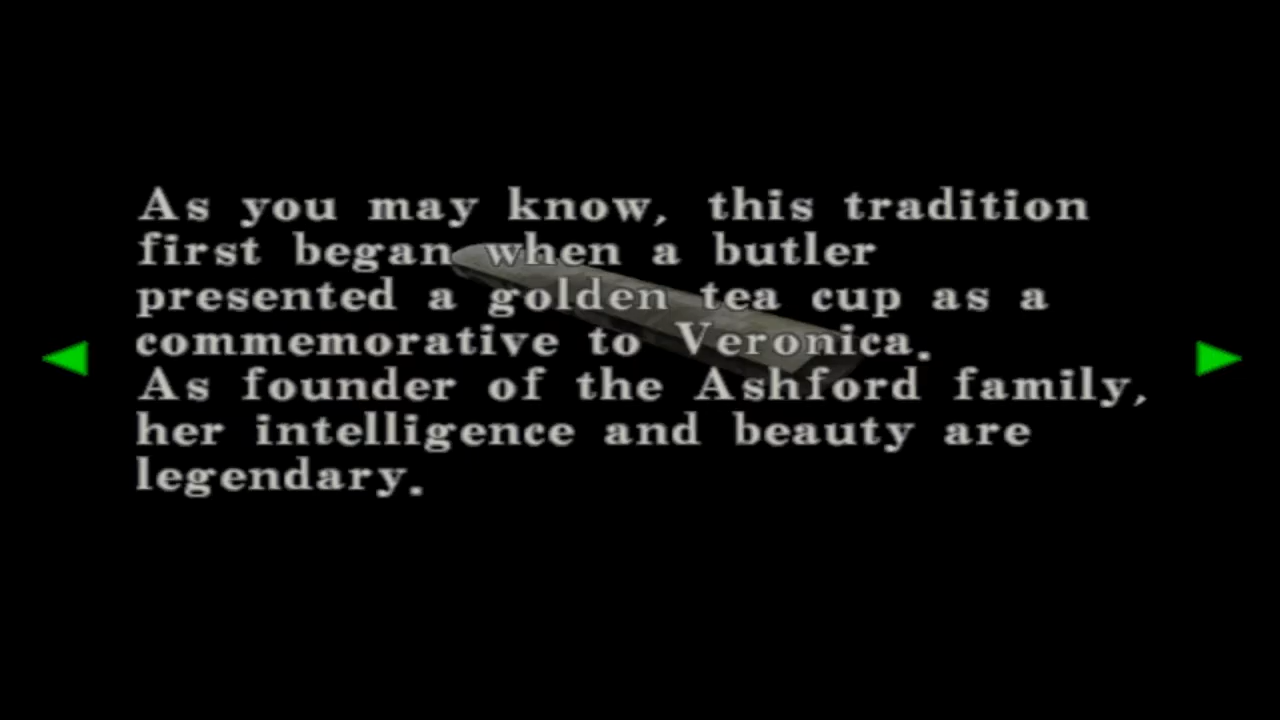 As you may know, this tradition
first began when a butler
presented a golden tea cup as a
commemorative to Veronica.
As founder of the Ashford family,
her intelligence and beauty are
legendary.